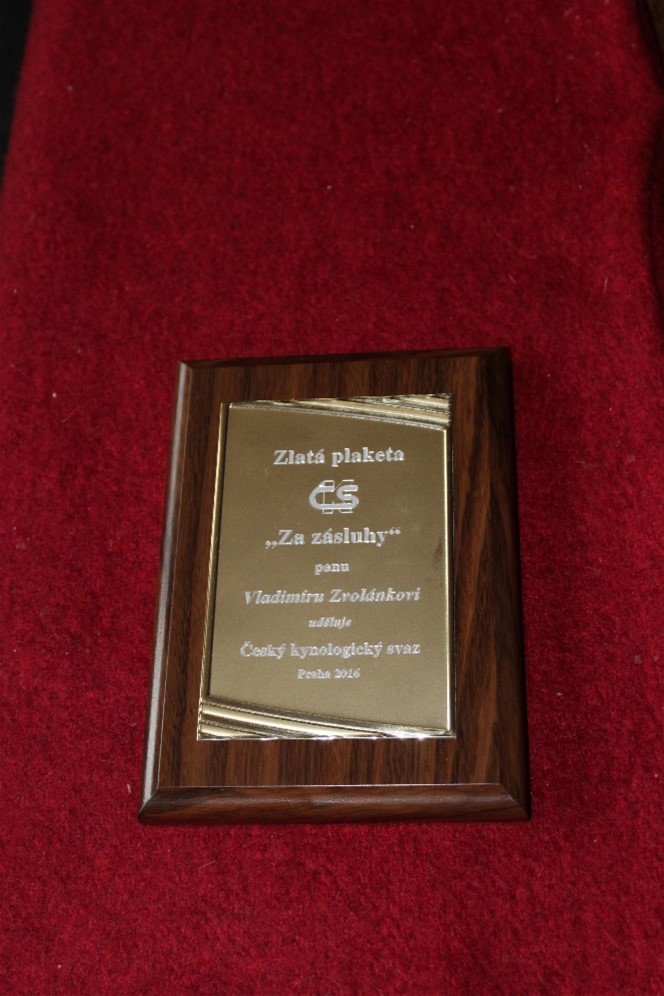 Zlatá plaketa
ČKS
„Za zásluhy“
panu
Vladimíru Zrolánkovi
uděluje
Český kynologický svaz
Praha 2016